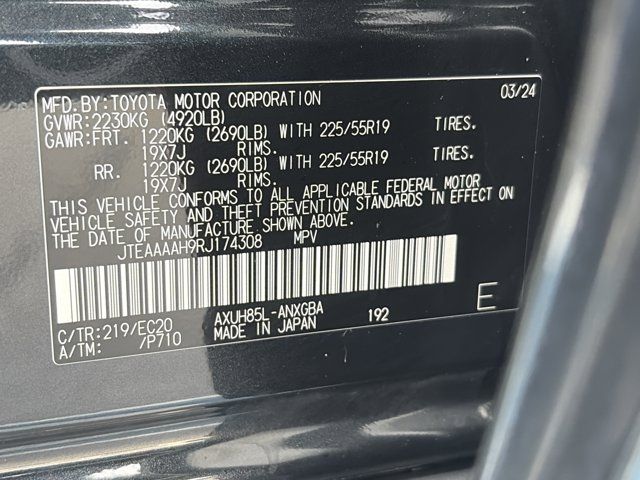 MFD.BY:TOYOTA MOTOR CORPORATION 03/24
GVWR:2230KG (4920LB)
GAWR:FRT. 1220KG (2690LB) WITH 225/55R19 TIRES.
19X7J RIMS.
RR. 1220KG (2690LB) WITH 225/55R19 TIRES.
19X7J RIMS.
THIS VEHICLE CONFORMS TO ALL APPLICABLE FEDERAL MOTOR
VEHICLE SAFETY AND THEFT PREVENTION STANDARDS IN EFFECT ON
THE DATE OF MANUFACTURE SHOWN ABOVE.
JTEAAAAH9RJ174308 MPV
C/TR:219/EC20 AXUH85L-ANXGBA 192 E
A/TM: /P710 MADE IN JAPAN